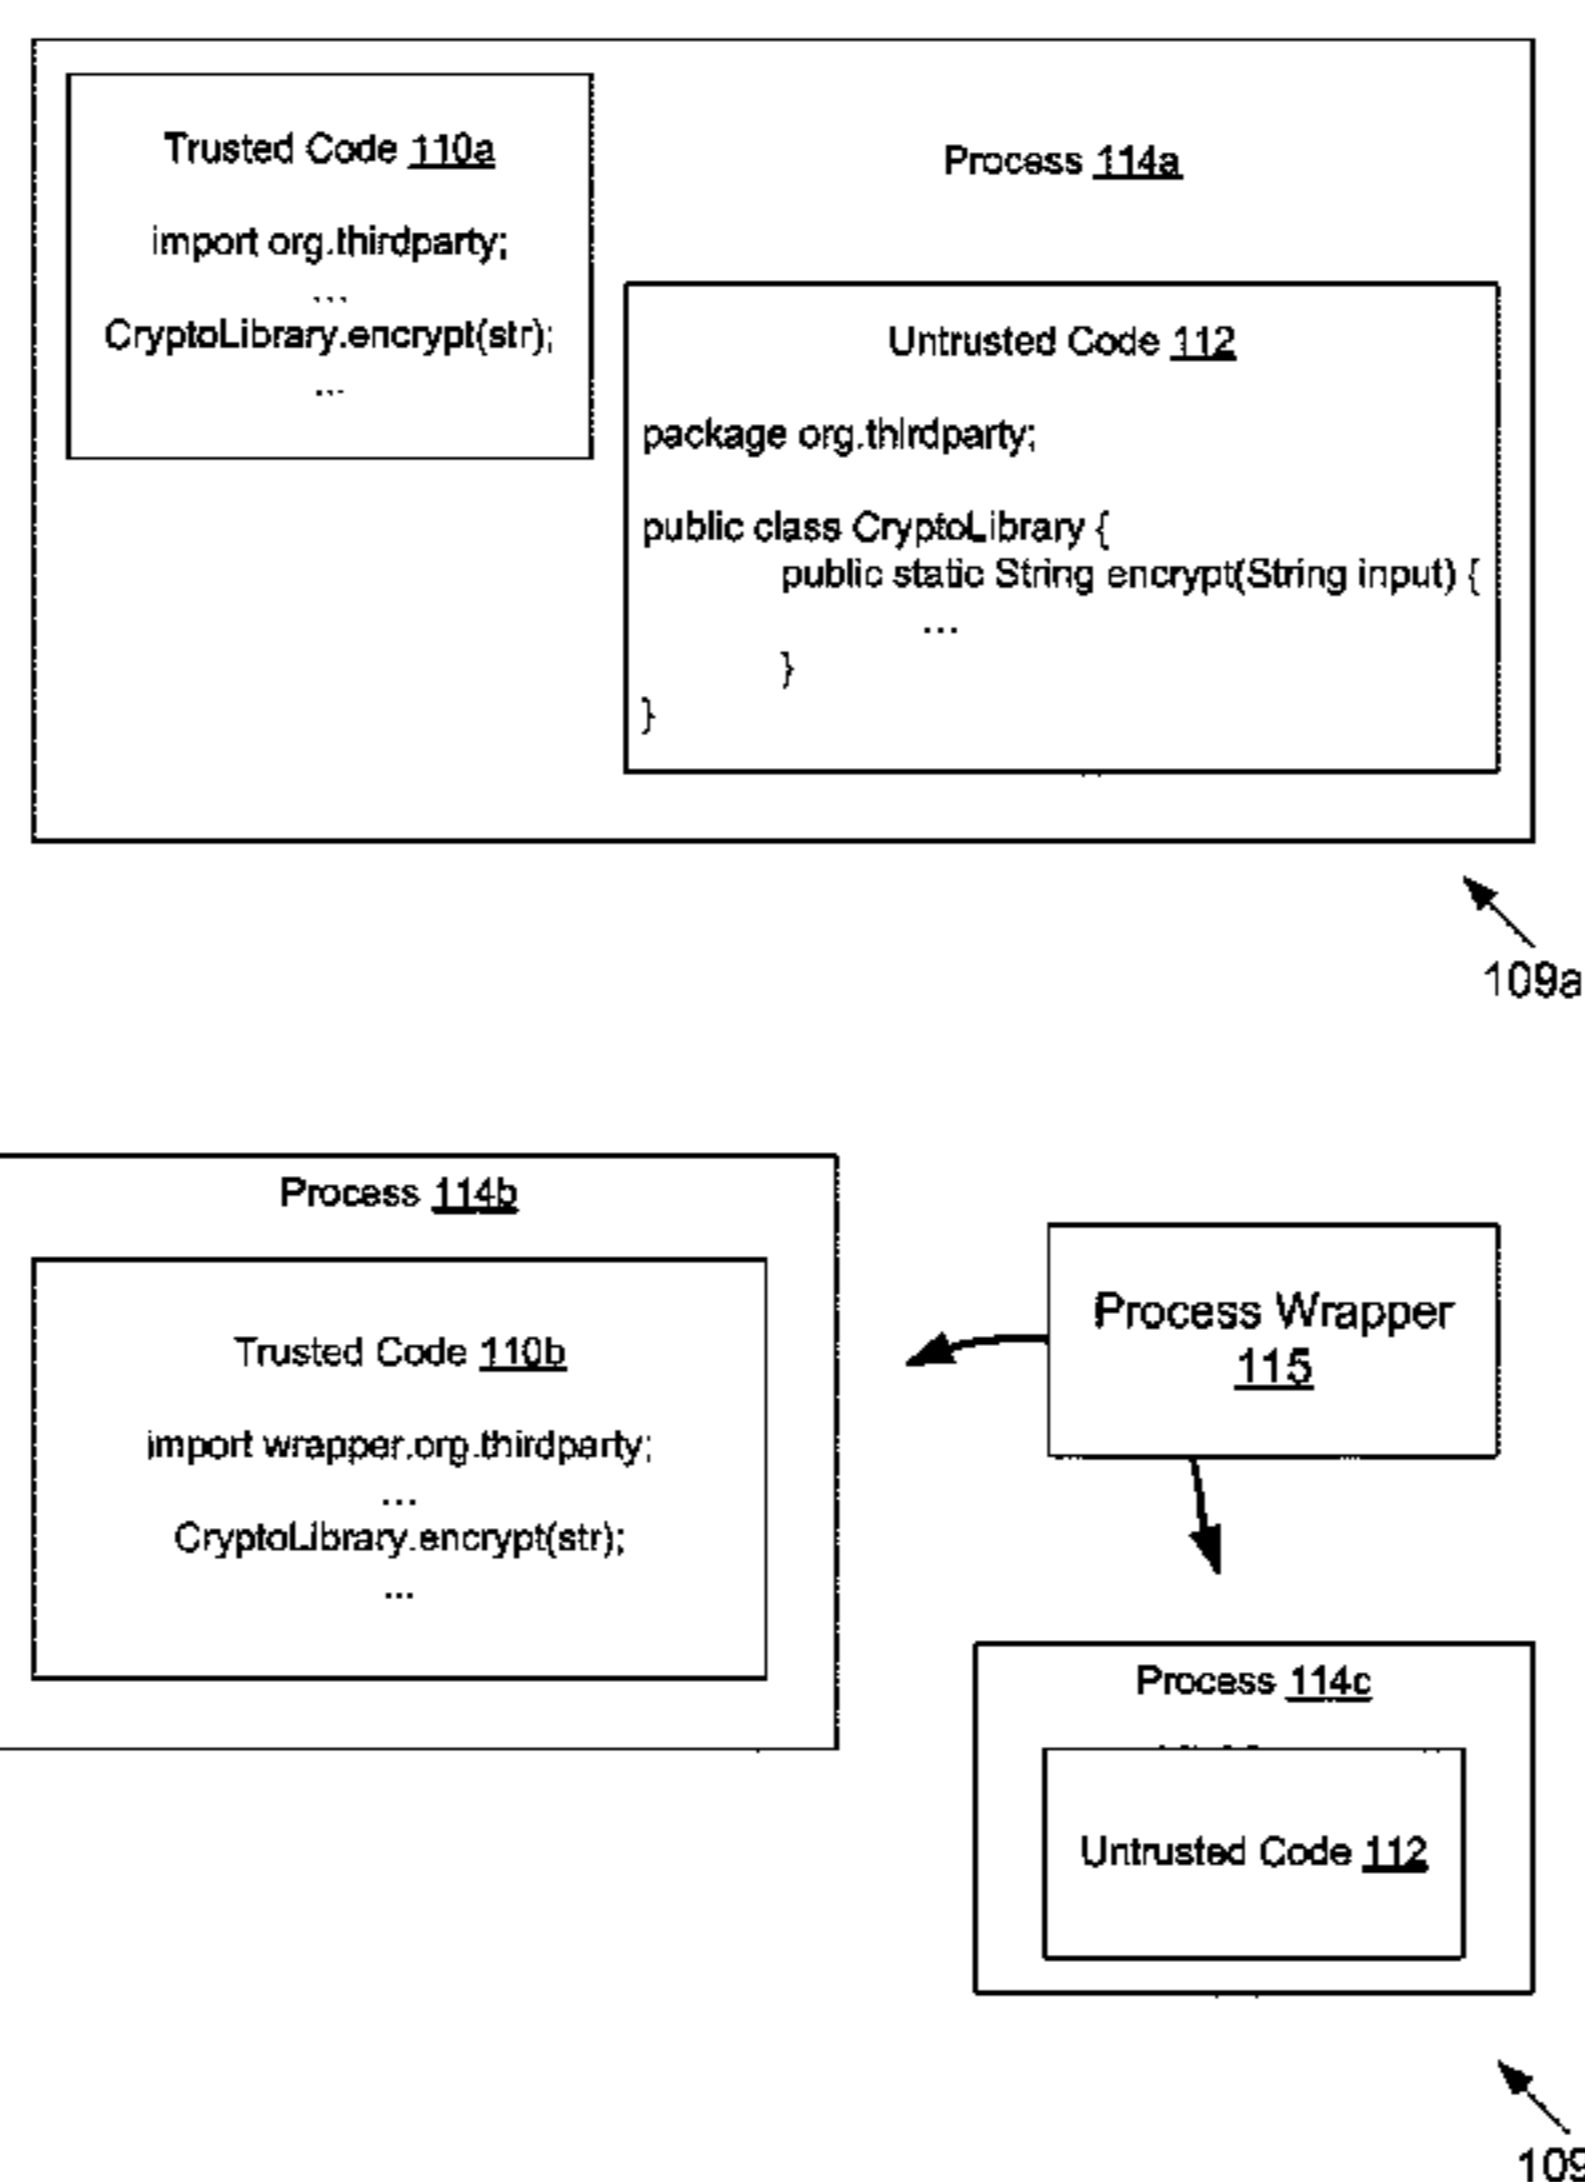 Trusted Code 110a
import org.thirdparty;
...
CryptoLibrary.encrypt(str);
...
Process 114a
Untrusted Code 112
package org.thirdparty;
public class CryptoLibrary {
public static String encrypt(String input) {
...
}
}
109a
Process 114b
Trusted Code 110b
import wrapper.org.thirdparty;
...
CryptoLibrary.encrypt(str);
...
Process Wrapper
115
Process 114c
Untrusted Code 112
109